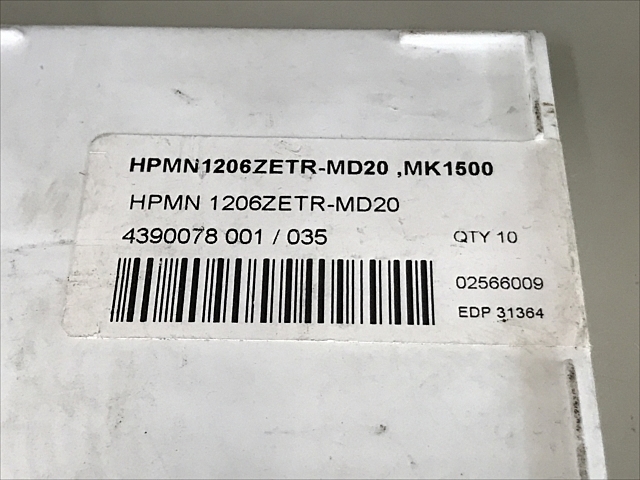 HPMN1206ZETR-MD20 ,MK1500
HPMN 1206ZETR-MD20
4390078 001 / 035 QTY 10
02566009
EDP 31364